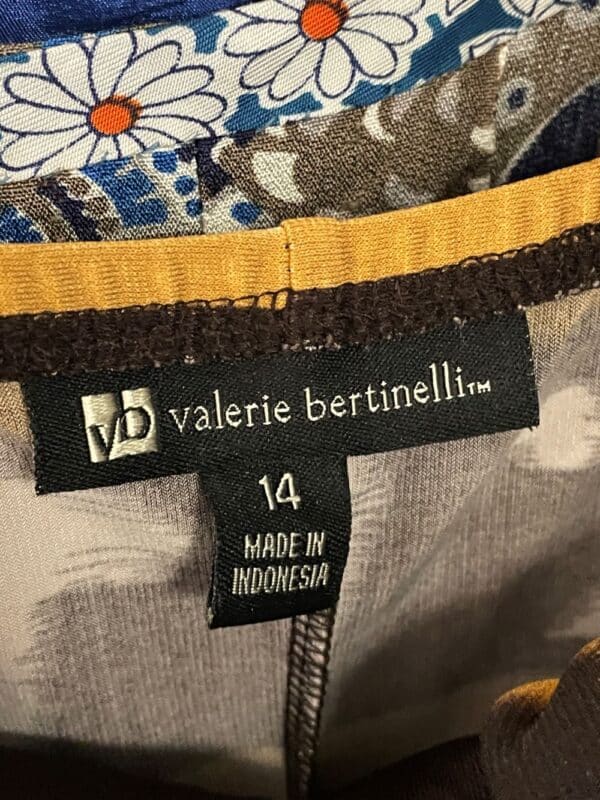 vb valerie bertinelli™
14
MADE IN
INDONESIA